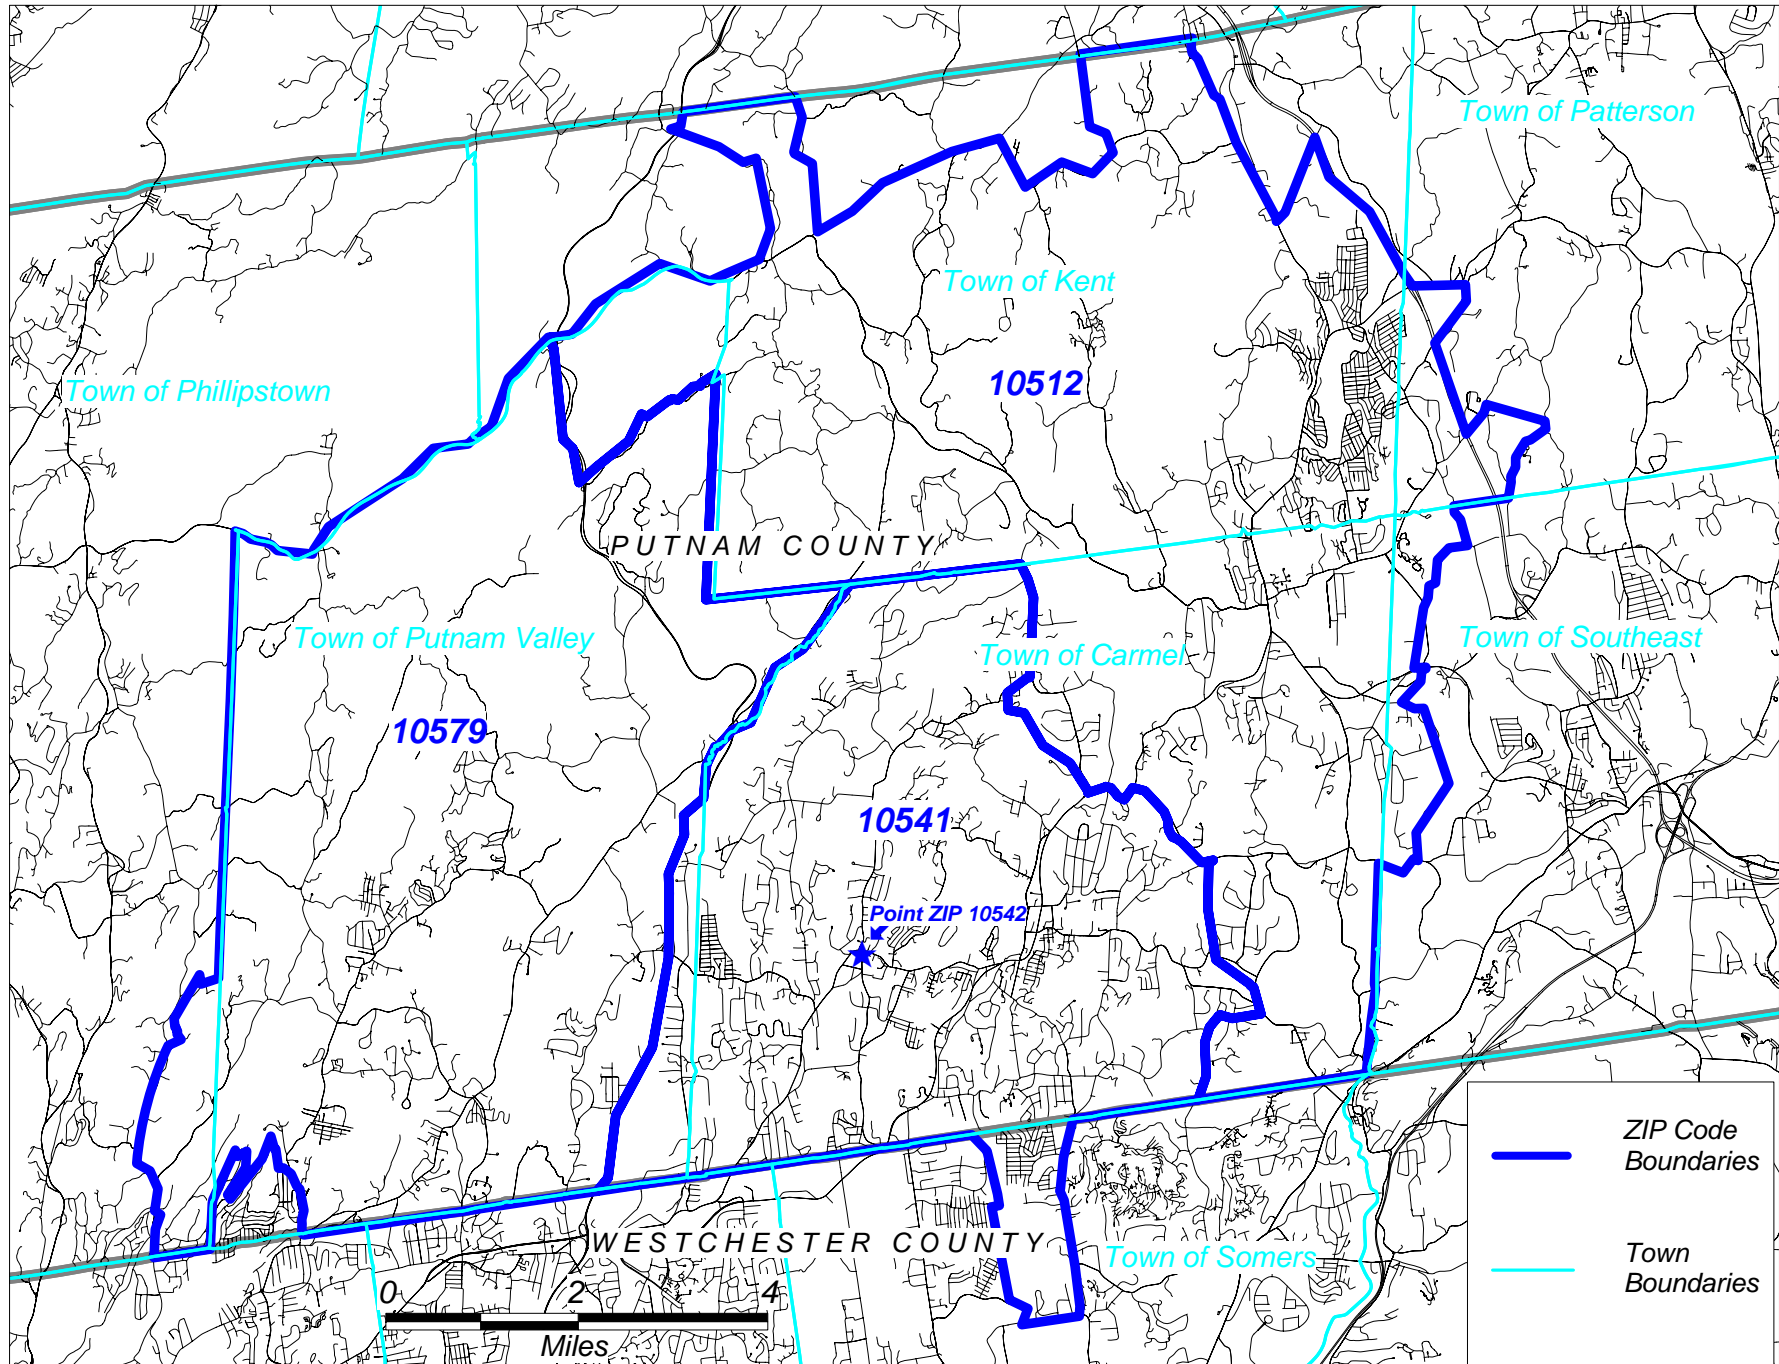 Town of Patterson
Town of Kent
10512
Town of Phillipstown
PUTNAM COUNTY
Town of Putnam Valley
Town of Carmel
Town of Southeast
10579
10541
Point ZIP 10542
ZIP Code
Boundaries
Town
Boundaries
WESTCHESTER COUNTY
Town of Somers
0 2 4
Miles